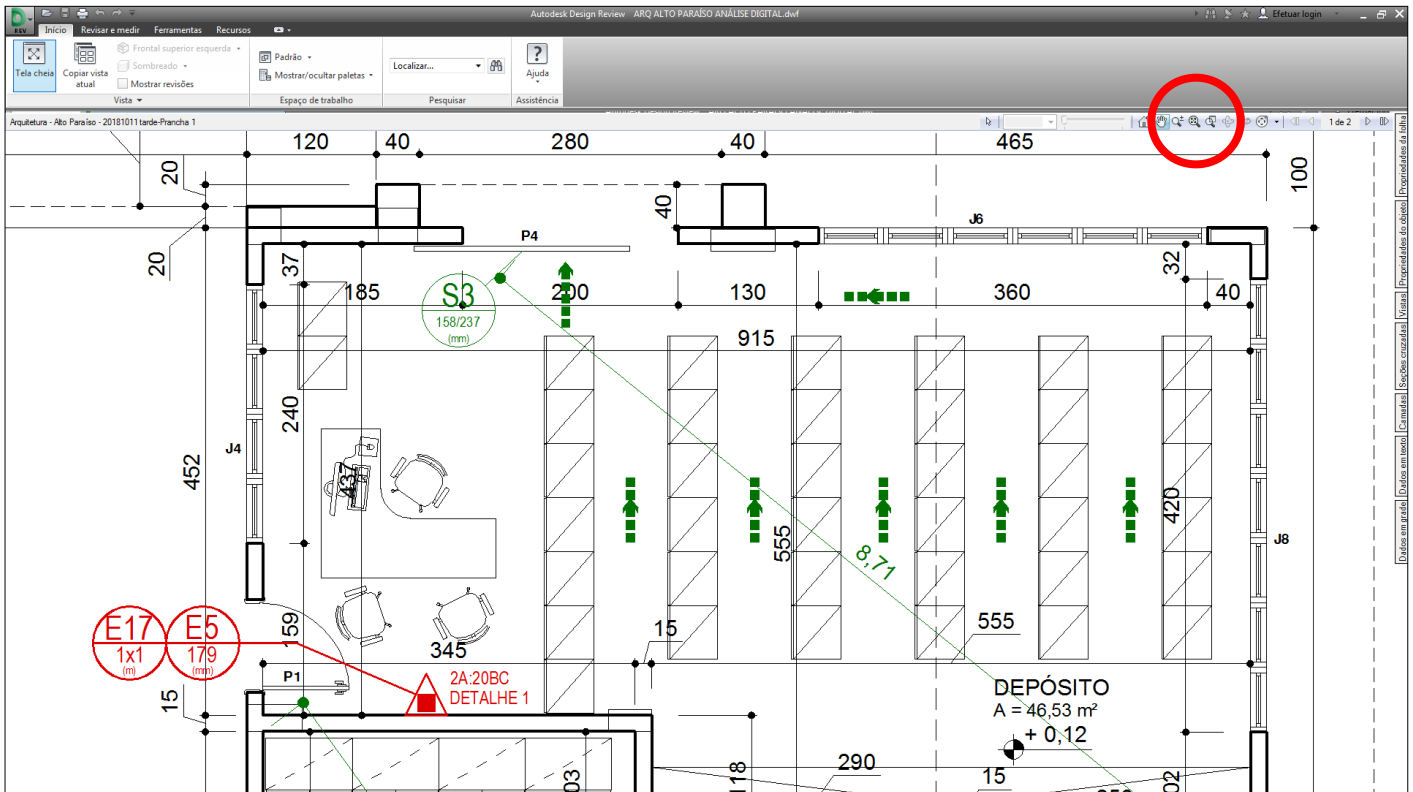 Autodesk Design Review ARQ ALTO PARAÍSO ANÁLISE DIGITAL.dwf
Efetuar login
REV
Início Revisar e medir Ferramentas Recursos
Tela cheia
Copiar vista atual
Frontal superior esquerda
Sombreado
Mostrar revisões
Vista
Padrão
Mostrar/ocultar paletas
Espaço de trabalho
Localizar...
Pesquisar
?
Ajuda
Assistência
Arquitetura - Alto Paraíso - 20181011 tarde-Prancha 1
1 de 2
Propriedades da folha
Propriedades do objeto
Vistas
Seções cruzadas
Camadas
Dados em texto
Dados em grade
120 40 280 40 465
20
100
40
J6
P4
20
37
32
S3
158/237
(mm)
185 200 130 360 40
915
240
J4
452
437
420
555
J8
8,71
E17
1x1
(m)
E5
179
(mm)
159
345
15
555
P1
2A:20BC
DETALHE 1
15
DEPÓSITO
A = 46,53 m²
+ 0,12
290
15
118